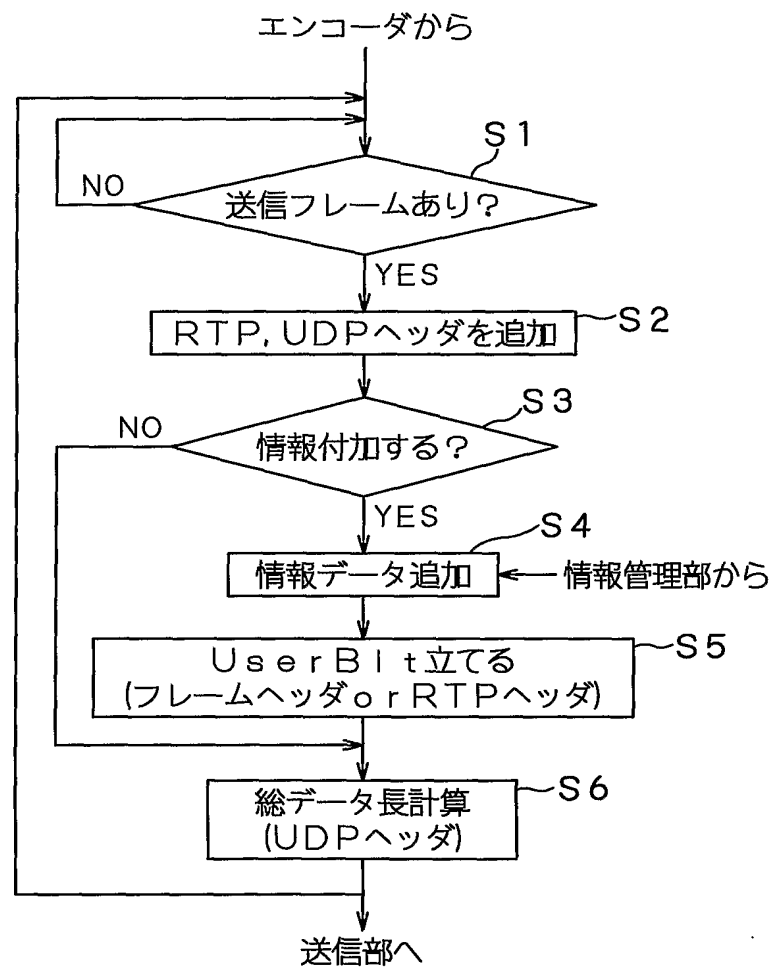 エンコーダから
S1
NO
送信フレームあり?
YES
S2
RTP,UDPヘッダを追加
S3
NO
情報付加する?
YES
S4
情報データ追加
情報管理部から
S5
UserBIt立てる
(フレームヘッダorRTPヘッダ)
S6
総データ長計算
(UDPヘッダ)
送信部へ